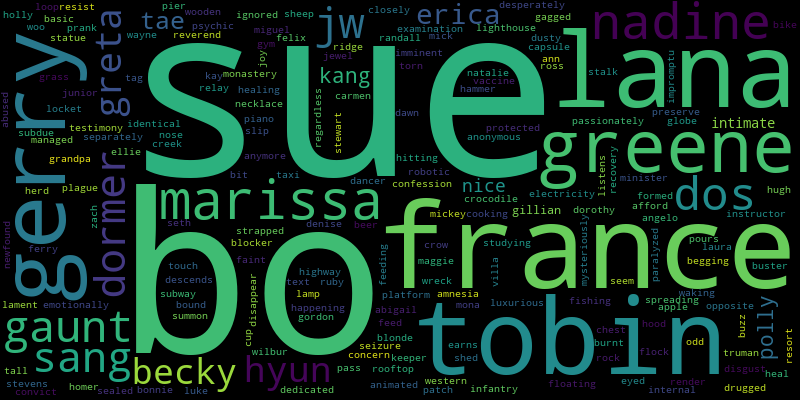 sue
bo
france
lana
tobin
greene
gerry
marissa
nadine
jw
gaunt
sang
becky
hyun
dos
dormer
greta
tae
erica
kang
nice
polly
intimate
holly
loop
resist
basic
woo
prank
statue
pier
wooden
wayne
psychic
reverend
tag
ignored
sheep
miguel
gym
joy
felix
ridge
jewel
randall
closely
examination
mick
imminent
torn
desperately
gagged
lighthouse
dusty
capsule
ann
ross
natalie
vaccine
hammer
stalk
impromptu
bike
abused
grass
junior
locket
identical
nose
creek
kay
relay
monastery
healing
necklace
carmen
piano
slip
regardless
stewart
dawn
protected
anonymous
passionately
preserve
globe
subdue
testimony
managed
separately
ellie
grandpa
herd
plague
zach
anymore
bit
taxi
hitting
robotic
dancer
confession
crocodile
electricity
listens
recovery
minister
formed
afford
hugh
angelo
instructor
newfound
ferry
seth
strapped
blocker
denise
beer
mickey
cooking
gillian
dorothy
crow
maggie
wreck
studying
villa
mysteriously
paralyzed
pours
laura
begging
buster
lament
emotionally
touch
descends
subway
bound
summon
faint
disappear
cup
highway
text
ruby
lamp
happening
gordon
feeding
platform
amnesia
mona
luxurious
seem
fishing
spreading
apple
waking
opposite
abigail
feed
blonde
keeper
earns
shed
chest
hood
burnt
rock
flock
odd
buzz
truman
disgust
resort
heal
tall
stevens
convict
homer
sealed
bonnie
luke
wilbur
seizure
concern
pass
rooftop
dedicated
animated
western
patch
infantry
floating
eyed
render
internal
drugged